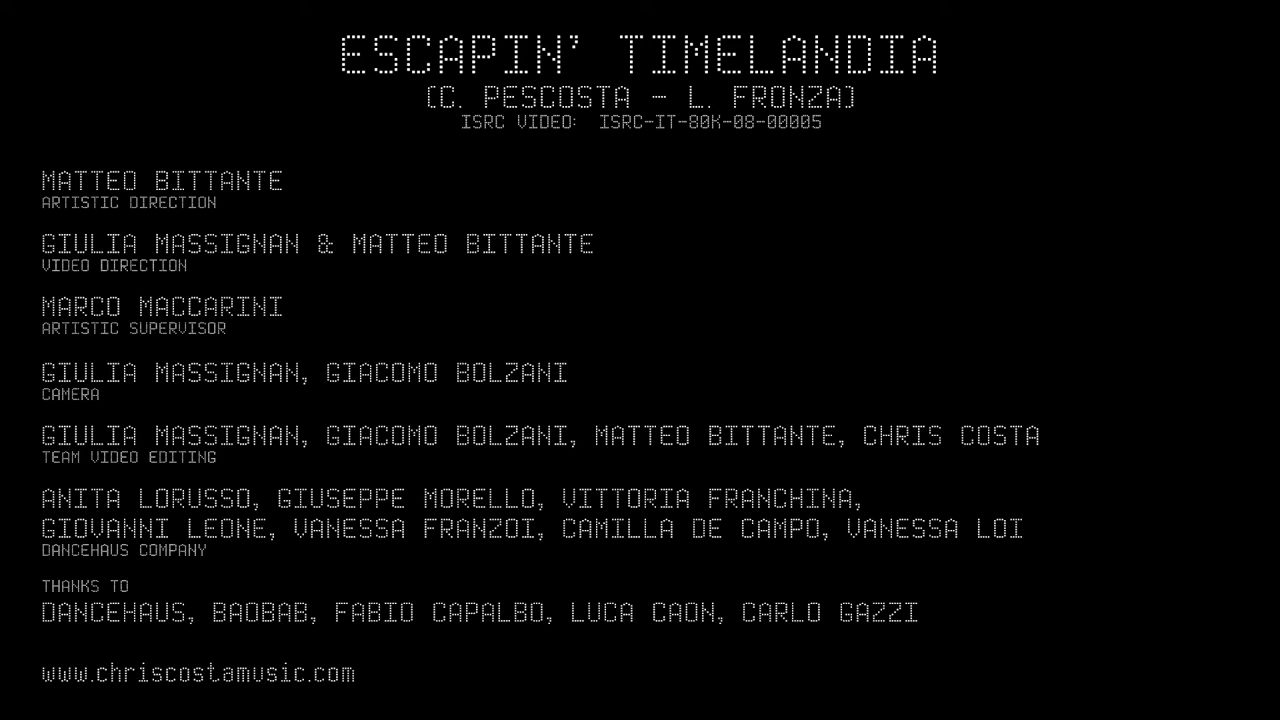 ESCAPIN' TIMELANDIA
(C. PESCOSTA - L. FRONZA)
ISRC VIDEO: ISRC-IT-80K-08-00005
MATTEO BITTANTE
ARTISTIC DIRECTION
GIULIA MASSIGNAN & MATTEO BITTANTE
VIDEO DIRECTION
MARCO MACCARINI
ARTISTIC SUPERVISOR
GIULIA MASSIGNAN, GIACOMO BOLZANI
CAMERA
GIULIA MASSIGNAN, GIACOMO BOLZANI, MATTEO BITTANTE, CHRIS COSTA
TEAM VIDEO EDITING
ANITA LORUSSO, GIUSEPPE MORELLO, VITTORIA FRANCHINA,
GIOVANNI LEONE, VANESSA FRANZOI, CAMILLA DE CAMPO, VANESSA LOI
DANCEHAUS COMPANY
THANKS TO
DANCEHAUS, BAOBAB, FABIO CAPALBO, LUCA CAON, CARLO GAZZI
www.chriscostamusic.com